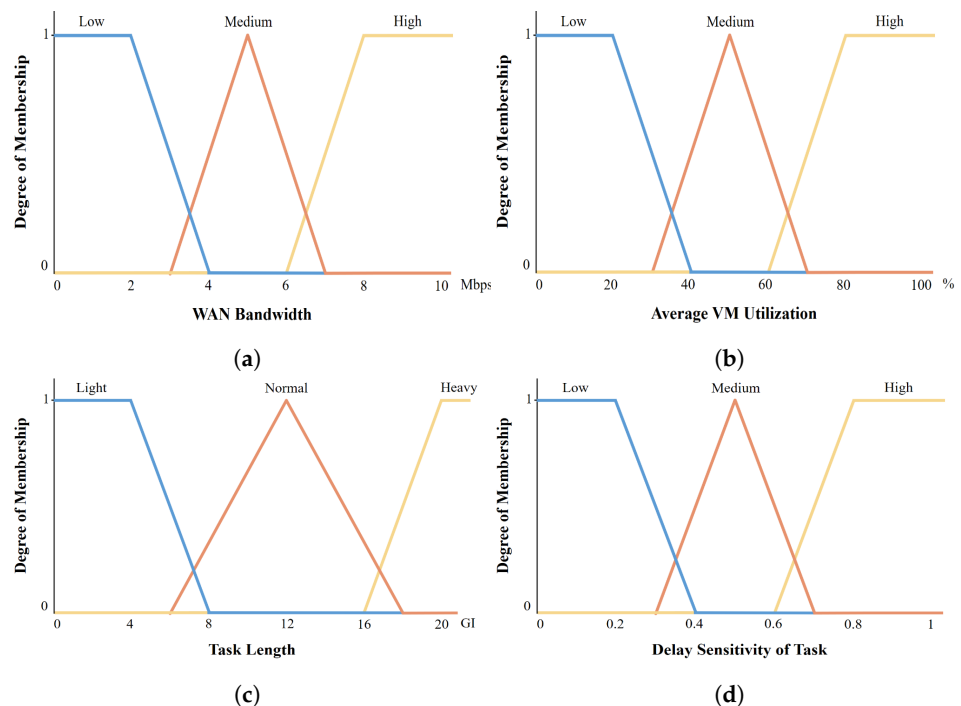 Low Medium High
1
Degree of Membership
0
0 2 4 6 8 10 Mbps
WAN Bandwidth
(a)
Low Medium High
1
Degree of Membership
0
0 20 40 60 80 100 %
Average VM Utilization
(b)
Light Normal Heavy
1
Degree of Membership
0
0 4 8 12 16 20 GI
Task Length
(c)
Low Medium High
1
Degree of Membership
0
0 0.2 0.4 0.6 0.8 1
Delay Sensitivity of Task
(d)